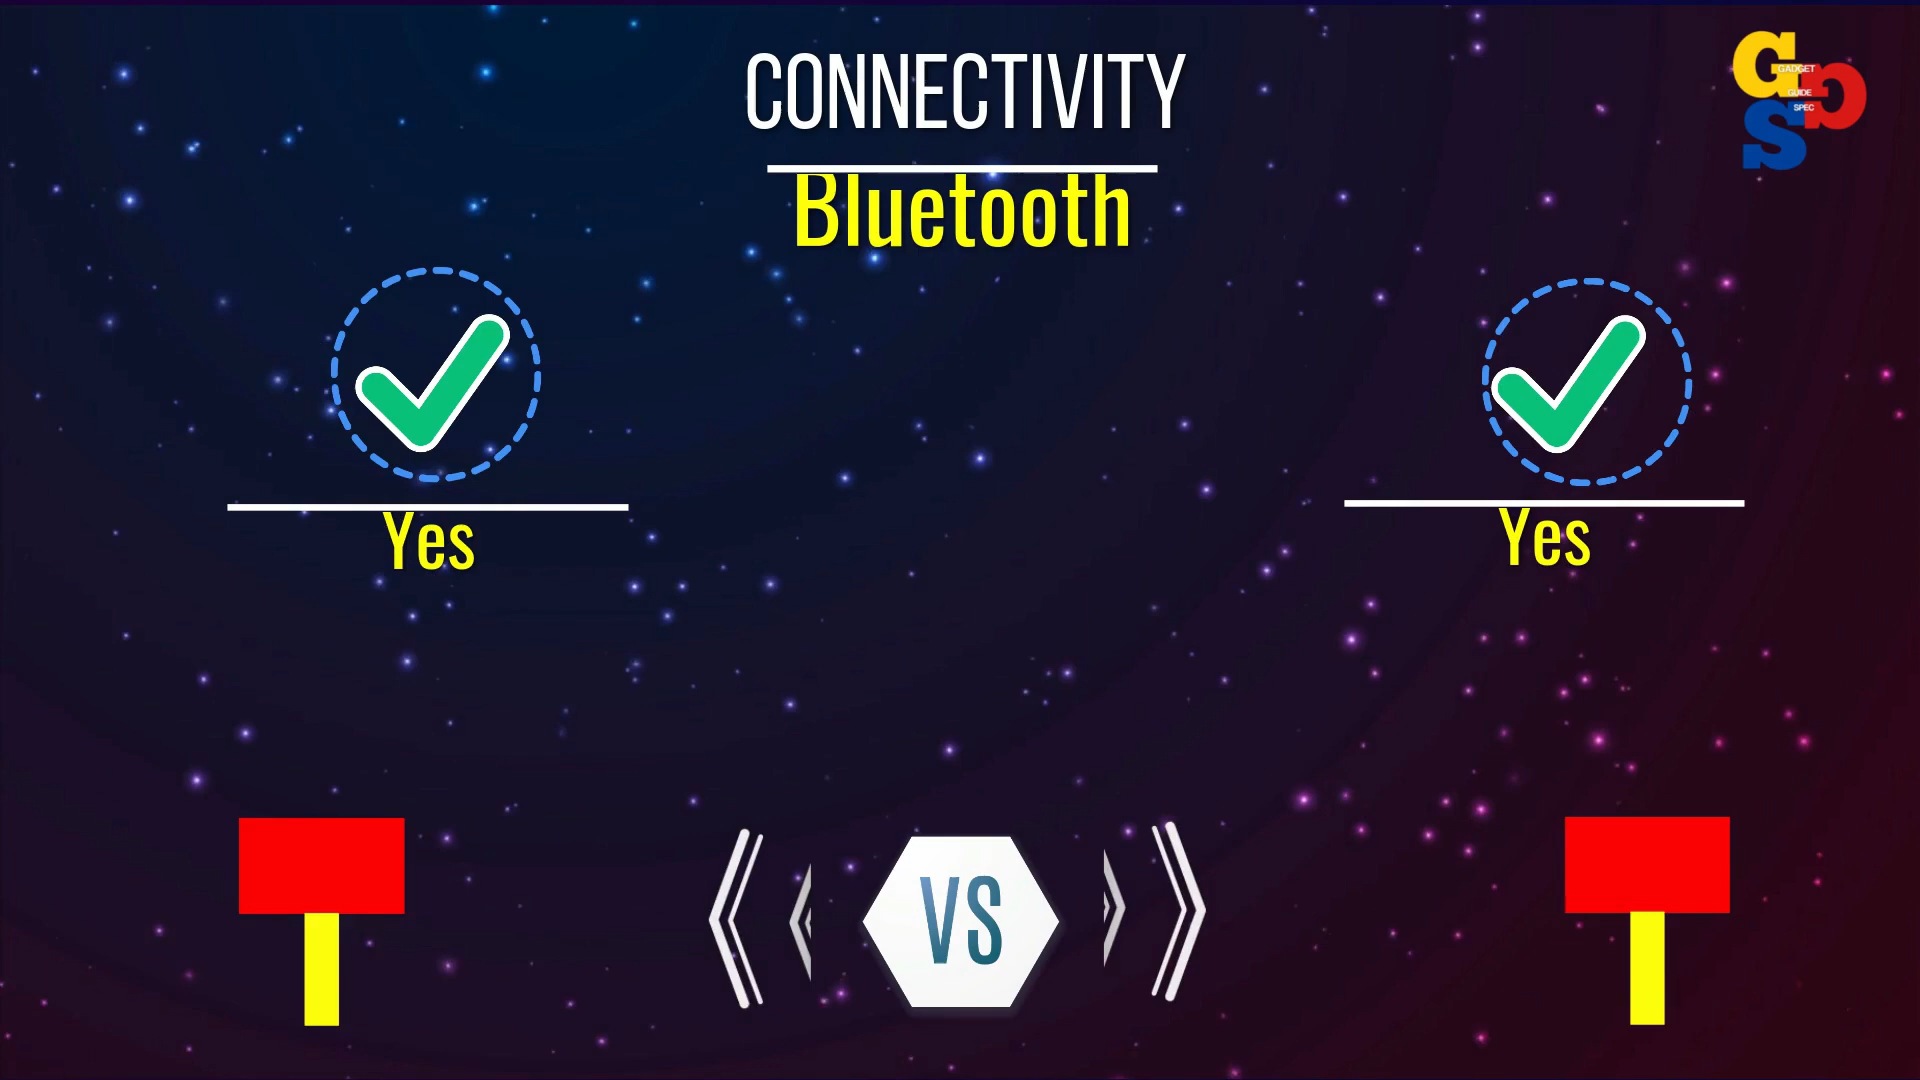 CONNECTIVITY
Bluetooth
GADGET
GUIDE
SPEC
Yes
Yes
VS